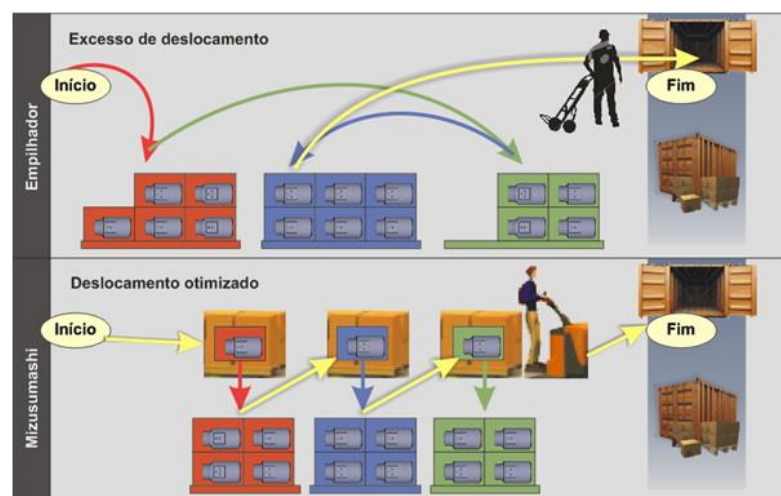 Empilhador
Excesso de deslocamento
Início
Fim
Mizusumashi
Deslocamento otimizado
Início
Fim